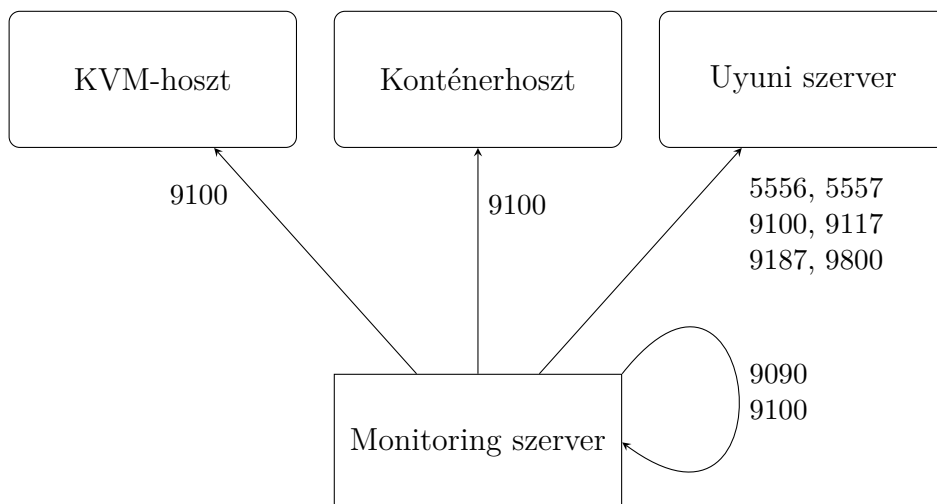 KVM-hoszt
Konténerhoszt
Uyuni szerver
9100
9100
5556, 5557
9100, 9117
9187, 9800
9090
9100
Monitoring szerver